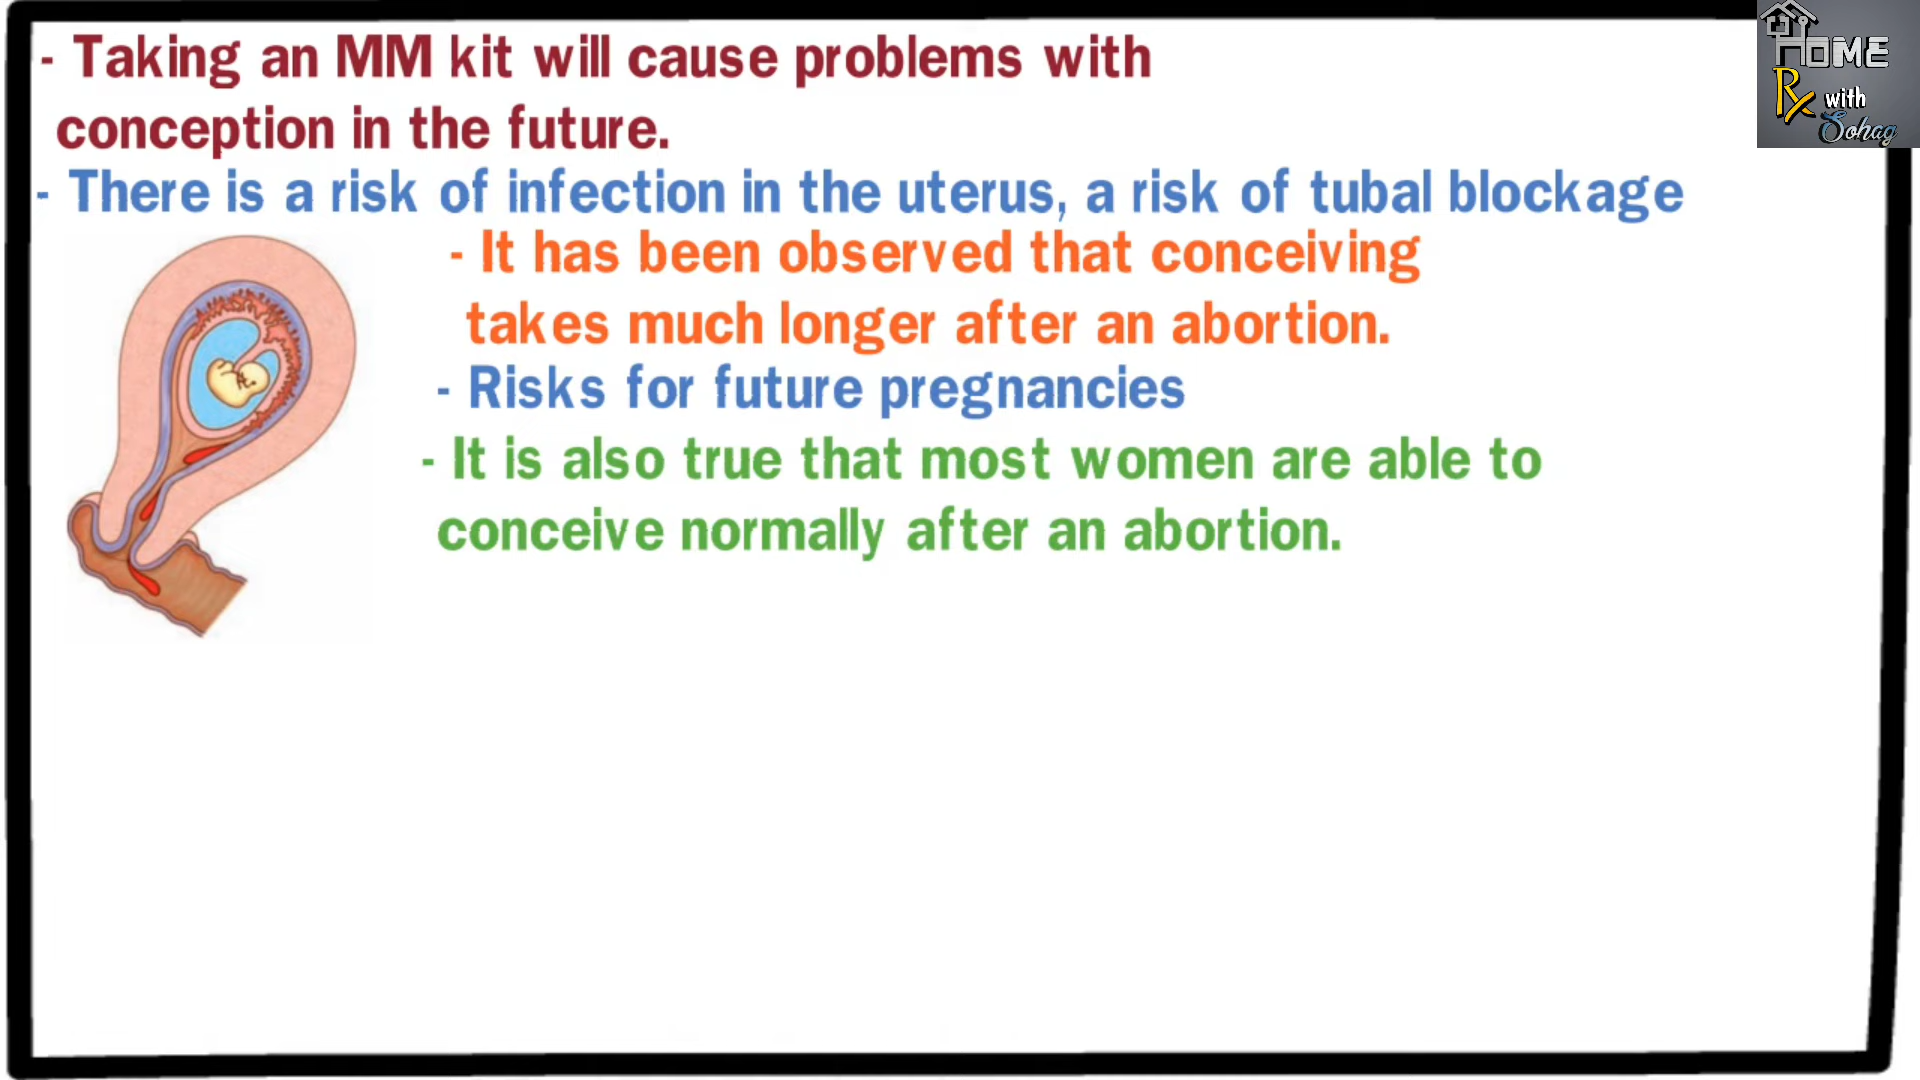 - Taking an MM kit will cause problems with
conception in the future.
- There is a risk of infection in the uterus, a risk of tubal blockage
- It has been observed that conceiving
takes much longer after an abortion.
- Risks for future pregnancies
- It is also true that most women are able to
conceive normally after an abortion.
HOME
Rx with
Sohag